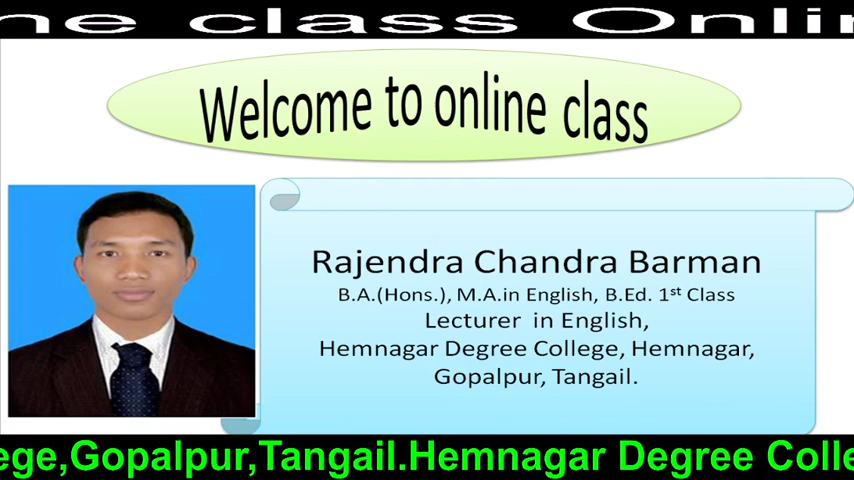 ne class Onlin
Welcome to online class
Rajendra Chandra Barman
B.A.(Hons.), M.A.in English, B.Ed. 1st Class
Lecturer in English,
Hemnagar Degree College, Hemnagar,
Gopalpur, Tangail.
ege,Gopalpur,Tangail.Hemnagar Degree Colle